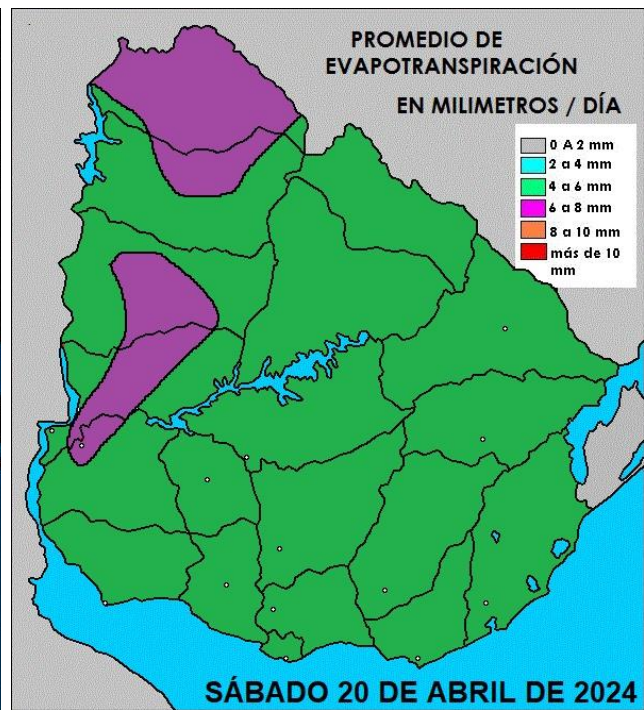 PROMEDIO DE
EVAPOTRANSPIRACIÓN
EN MILIMETROS / DÍA
0 A 2 mm
2 a 4 mm
4 a 6 mm
6 a 8 mm
8 a 10 mm
más de 10
mm
SÁBADO 20 DE ABRIL DE 2024